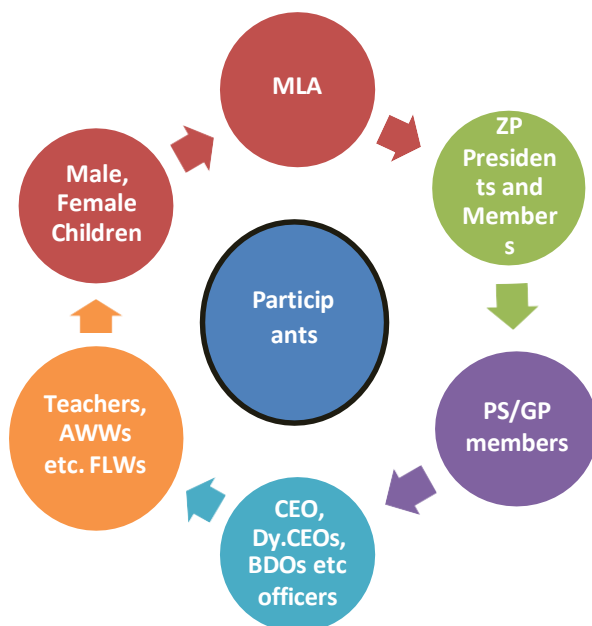 MLA
ZP
Presiden
ts and
Member
s
PS/GP
members
CEO,
Dy.CEOs,
BDOs etc
officers
Teachers,
AWWs
etc. FLWs
Male,
Female
Children
Particip
ants